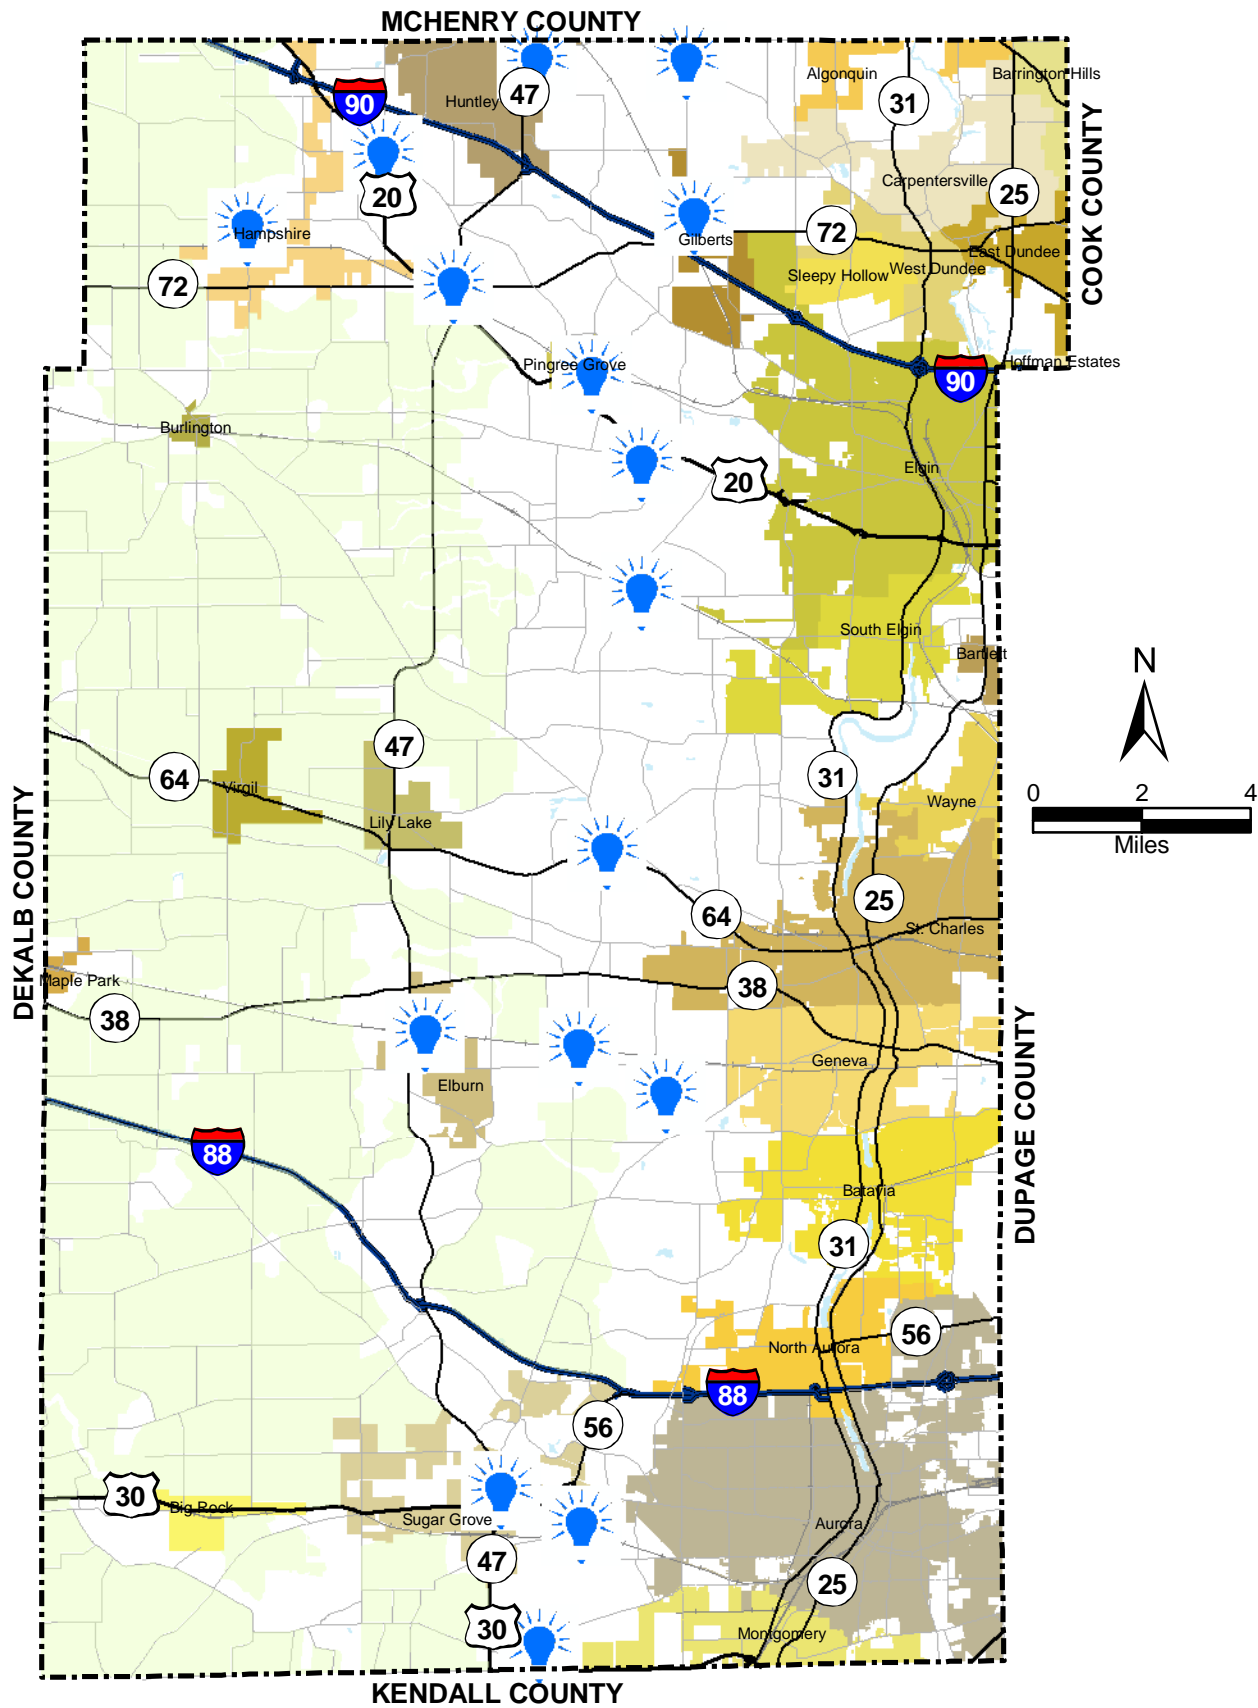 MCHENRY COUNTY
Algonquin
Barrington Hills
90
Huntley
47
31
20
Carpentersville
25
COOK COUNTY
Hampshire
Gilberts
72
East Dundee
West Dundee
Sleepy Hollow
72
Pingree Grove
Hoffman Estates
90
Burlington
Elgin
20
South Elgin
Bartlett
N
47
64
31
Virgil
Wayne
0 2 4
Miles
Lily Lake
DEKALB COUNTY
25
64
St. Charles
Maple Park
38
38
Geneva
Elburn
88
DUPAGE COUNTY
Batavia
31
56
North Aurora
88
56
30
Big Rock
Sugar Grove
Aurora
47
25
30
Montgomery
KENDALL COUNTY